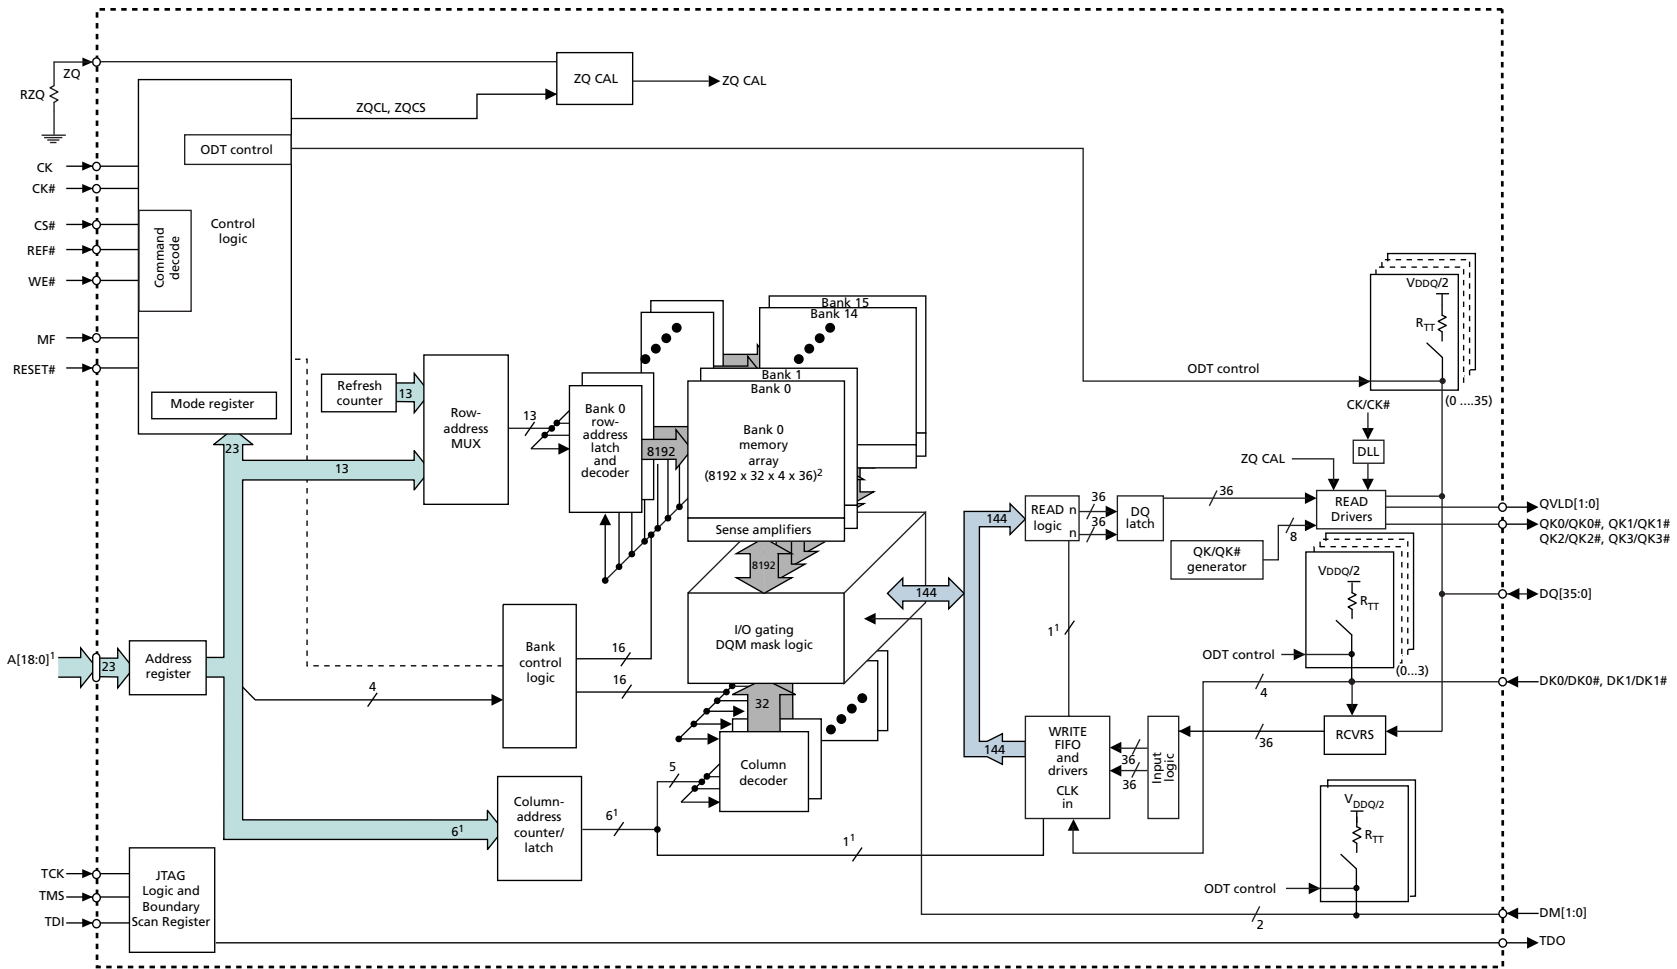 ZQ
RZQ
ZQ CAL
ZQ CAL
ZQCL, ZQCS
ODT control
CK
CK#
CS#
REF#
WE#
MF
RESET#
Command
decode
Control
logic
Mode register
23
13
Refresh
counter
13
Row-
address
MUX
13
Bank 0
row-
address
latch
and
decoder
8192
Bank 15
Bank 14
Bank 1
Bank 0
Bank 0
memory
array
(8192 x 32 x 4 x 36)2
Sense amplifiers
8192
I/O gating
DQM mask logic
32
Column
decoder
5
A[18:0]1
23
Address
register
4
Bank
control
logic
16
16
61
Column-
address
counter/
latch
61
11
TCK
TMS
TDI
JTAG
Logic and
Boundary
Scan Register
144
144
144
READ
logic
n
n
36
36
DQ
latch
36
11
WRITE
FIFO
and
drivers
CLK
in
36
36
Input
logic
ODT control
VDDQ/2
RTT
(0 ....35)
CK/CK#
DLL
ZQ CAL
READ
Drivers
QK/QK#
generator
8
QVLD[1:0]
QK0/QK0#, QK1/QK1#
QK2/QK2#, QK3/QK3#
VDDQ/2
RTT
ODT control
(0...3)
DQ[35:0]
4
DK0/DK0#, DK1/DK1#
36
RCVRS
VDDQ/2
RTT
ODT control
2
DM[1:0]
TDO